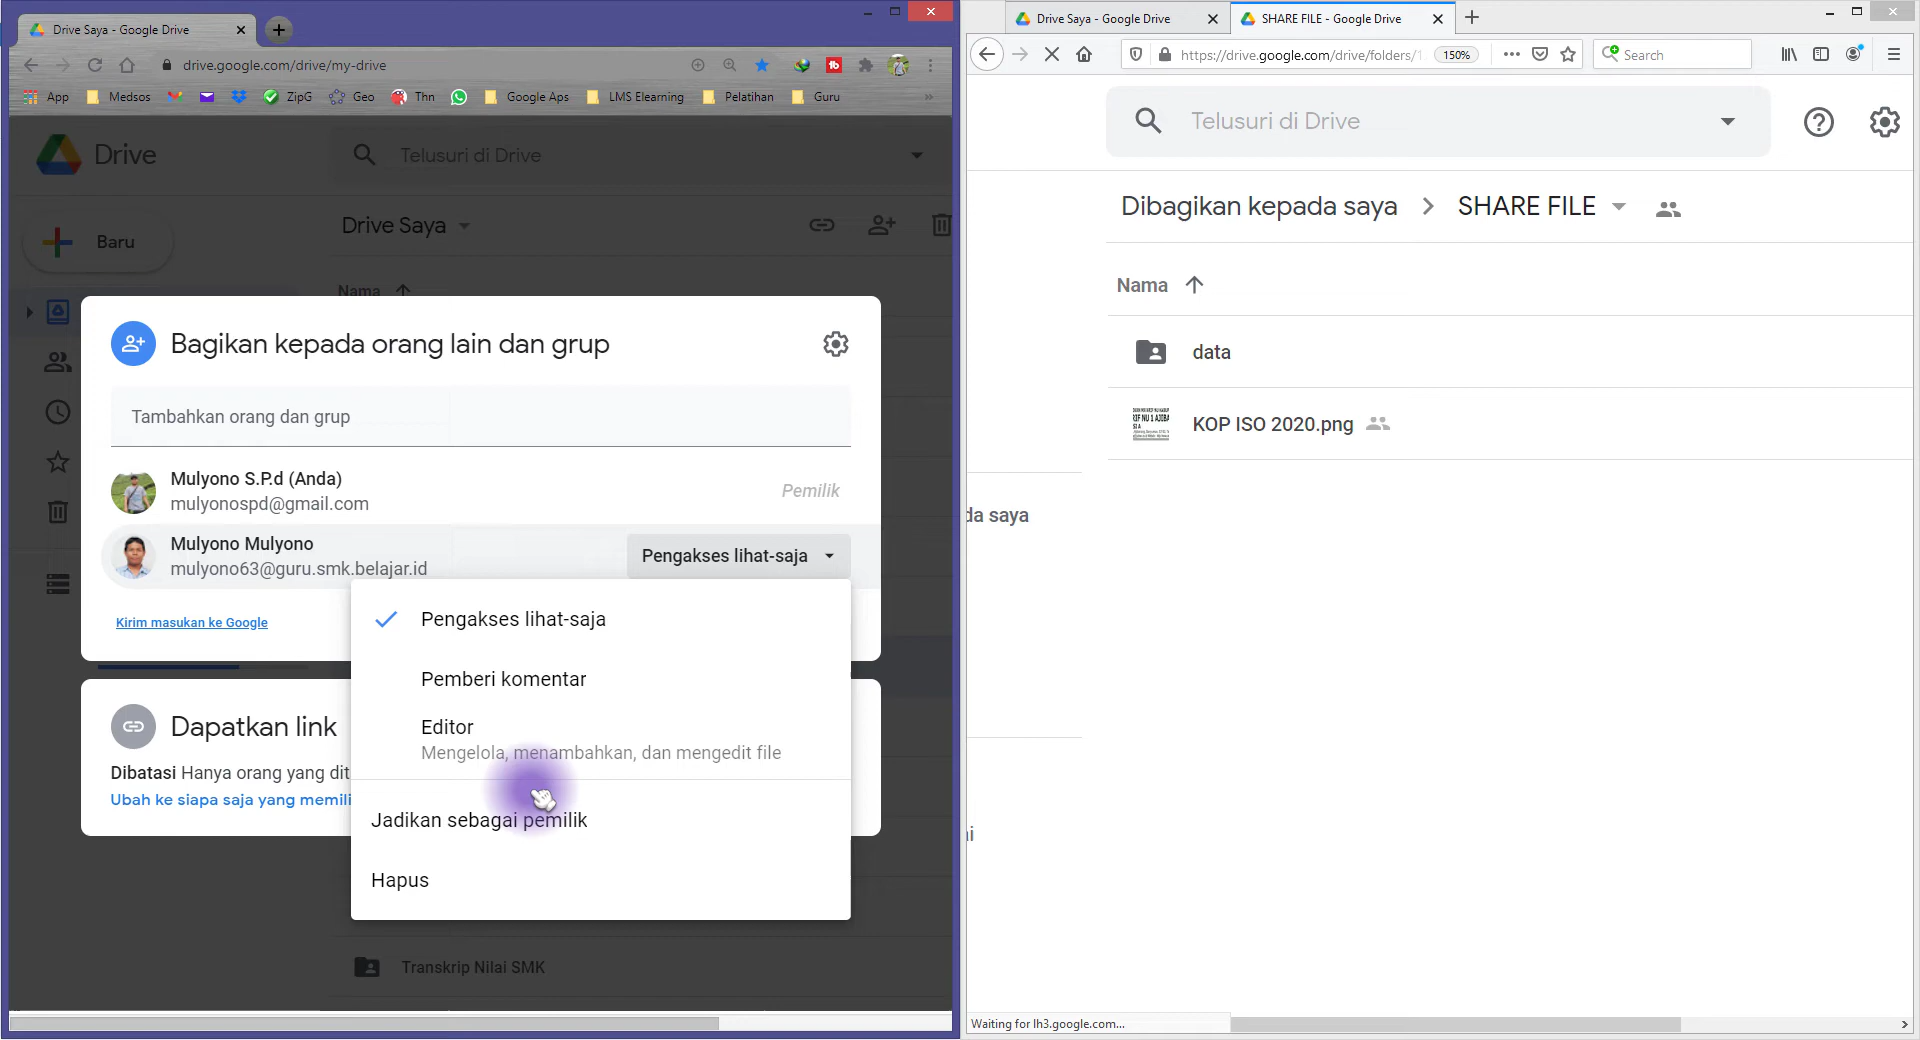 Drive Saya - Google Drive
drive.google.com/drive/my-drive
App
Medsos
ZipG
Geo
Thn
Google Aps
LMS Elearning
Pelatihan
Guru
»
Drive
Telusuri di Drive
Baru
Drive Saya
Nama
Bagikan kepada orang lain dan grup
Tambahkan orang dan grup
Mulyono S.P.d (Anda)
mulyonospd@gmail.com
Pemilik
Mulyono Mulyono
mulyono63@guru.smk.belajar.id
Pengakses lihat-saja
Kirim masukan ke Google
Pengakses lihat-saja
Pemberi komentar
Editor
Mengelola, menambahkan, dan mengedit file
Jadikan sebagai pemilik
Hapus
Dapatkan link
Dibatasi Hanya orang yang dit
Ubah ke siapa saja yang memili
Transkrip Nilai SMK
Drive Saya - Google Drive
SHARE FILE - Google Drive
https://drive.google.com/drive/folders/1
150%
Search
Telusuri di Drive
Dibagikan kepada saya > SHARE FILE
Nama
data
KOP ISO 2020.png
da saya
ai
Waiting for lh3.google.com...